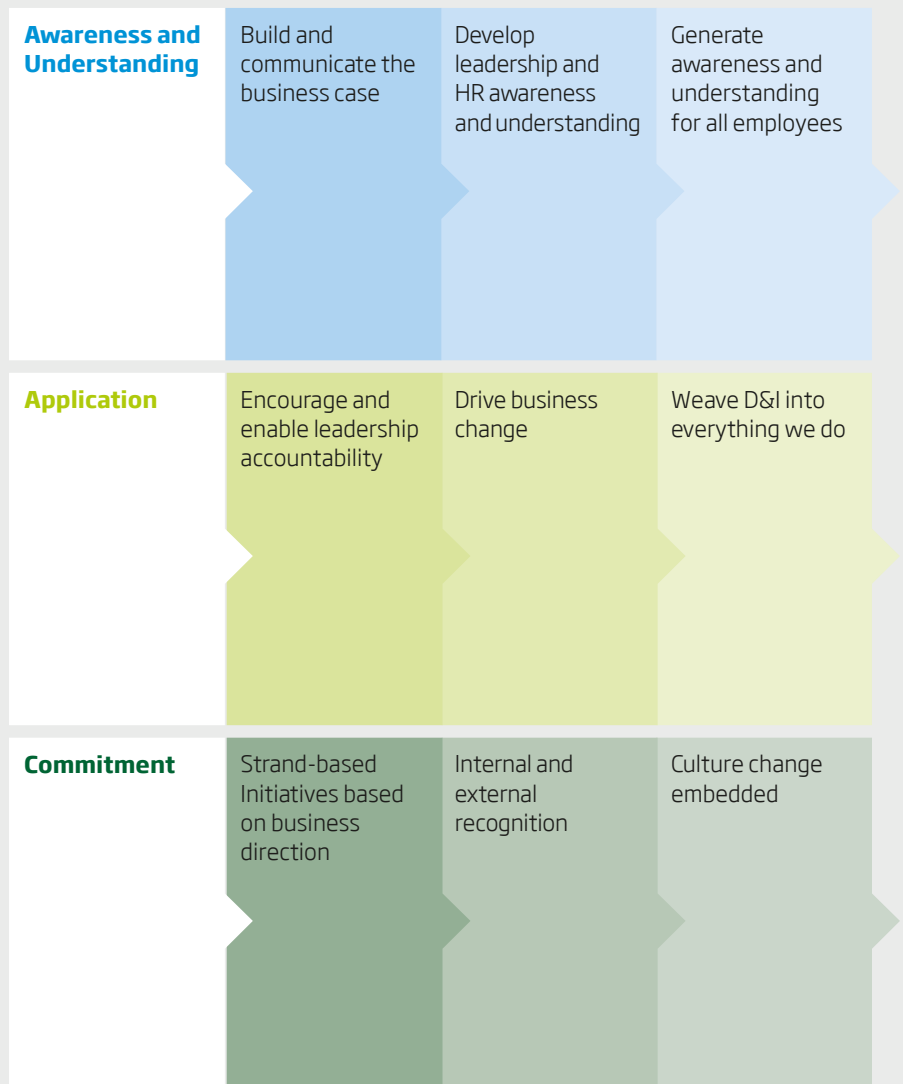 Awareness and
Understanding
Build and
communicate the
business case
Develop
leadership and
HR awareness
and understanding
Generate
awareness and
understanding
for all employees
Application
Encourage and
enable leadership
accountability
Drive business
change
Weave D&I into
everything we do
Commitment
Strand-based
Initiatives based
on business
direction
Internal and
external
recognition
Culture change
embedded